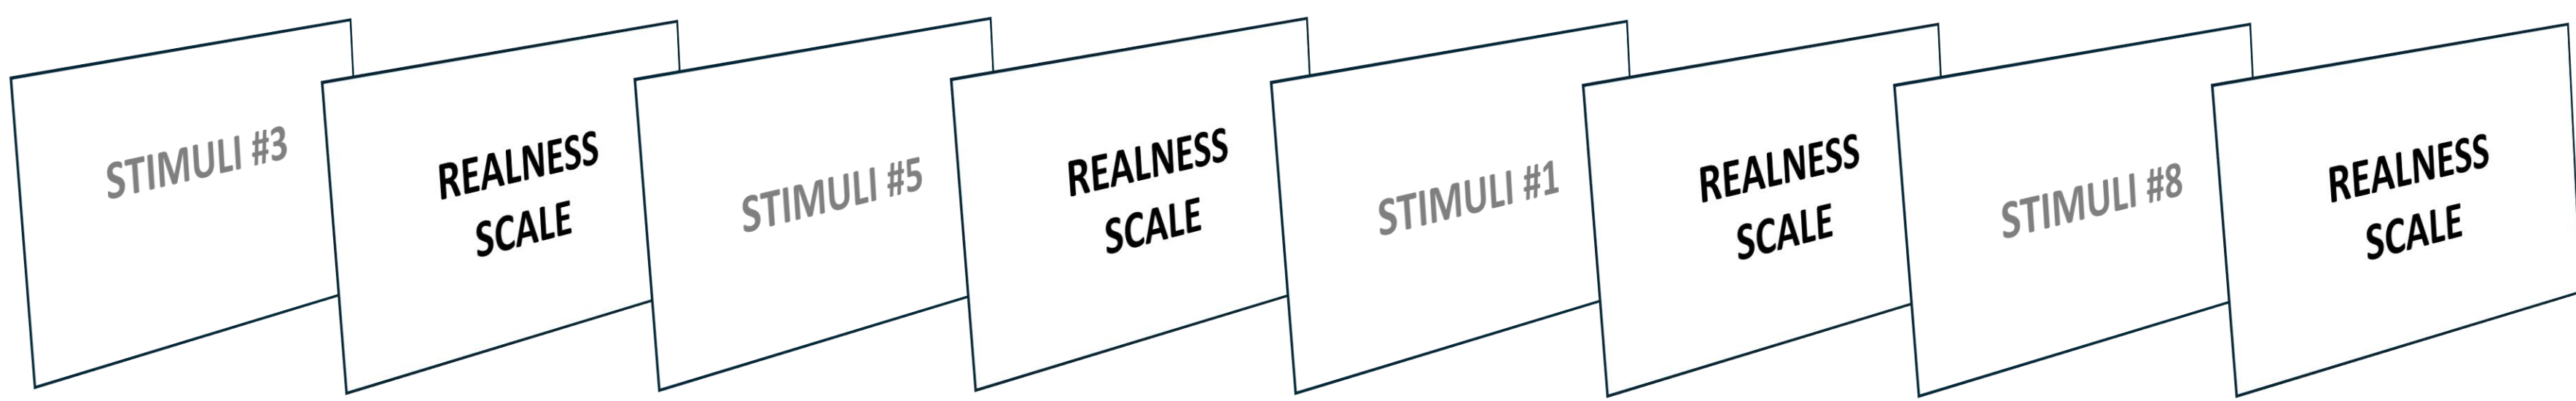 STIMULI #3
REALNESS
SCALE
STIMULI #5
REALNESS
SCALE
STIMULI #1
REALNESS
SCALE
STIMULI #8
REALNESS
SCALE